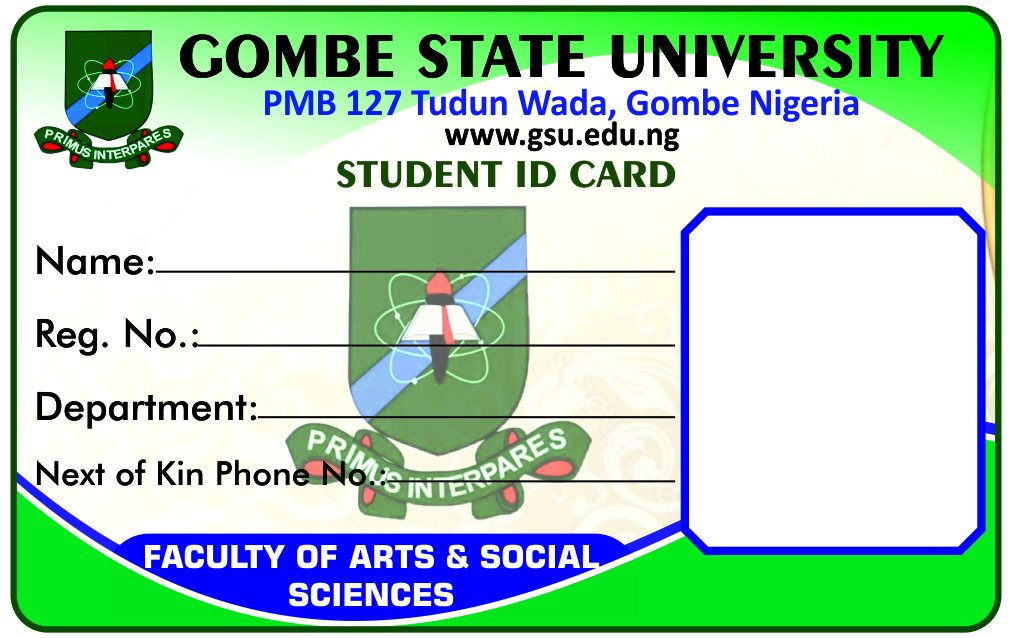 GOMBE STATE UNIVERSITY
PMB 127 Tudun Wada, Gombe Nigeria
www.gsu.edu.ng
PRIMUS INTERPARES
STUDENT ID CARD
Name:
Reg. No.:
Department:
PRIMUS INTERPARES
Next of Kin Phone No.:
FACULTY OF ARTS & SOCIAL
SCIENCES